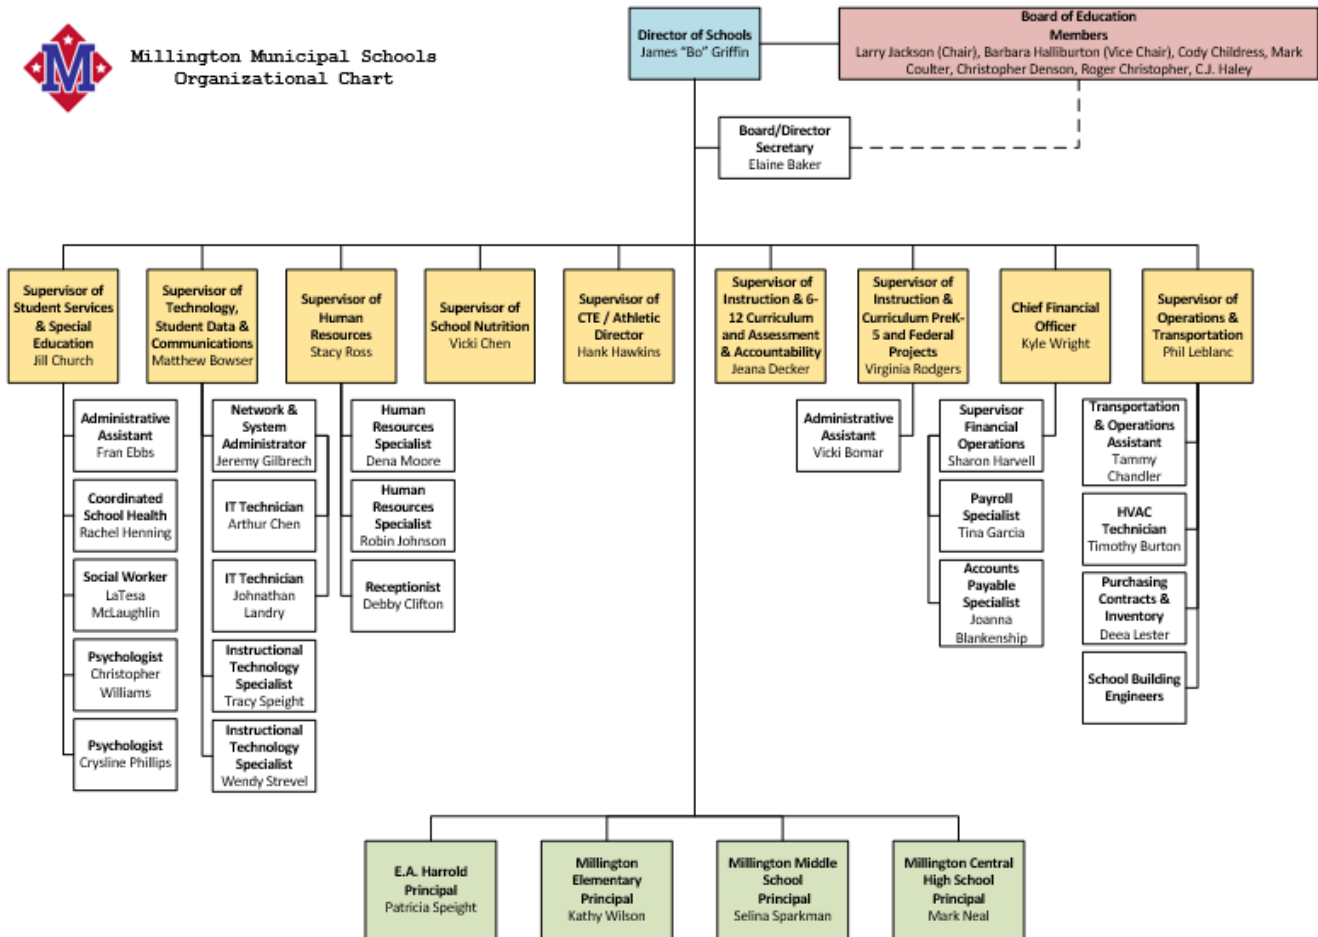 M
Millington Municipal Schools
Organizational Chart
Director of Schools
James "Bo" Griffin
Board of Education
Members
Larry Jackson (Chair), Barbara Halliburton (Vice Chair), Cody Childress, Mark
Coulter, Christopher Denson, Roger Christopher, C.J. Haley
Board/Director
Secretary
Elaine Baker
Supervisor of
Student Services
& Special
Education
Jill Church
Supervisor of
Technology,
Student Data &
Communications
Matthew Bowser
Supervisor of
Human
Resources
Stacy Ross
Supervisor of
School Nutrition
Vicki Chen
Supervisor of
CTE / Athletic
Director
Hank Hawkins
Supervisor of
Instruction & 6-
12 Curriculum
and Assessment
& Accountability
Jeana Decker
Supervisor of
Instruction &
Curriculum PreK-
5 and Federal
Projects
Virginia Rodgers
Chief Financial
Officer
Kyle Wright
Supervisor of
Operations &
Transportation
Phil Leblanc
Administrative
Assistant
Fran Ebbs
Coordinated
School Health
Rachel Henning
Social Worker
LaTesa
McLaughlin
Psychologist
Christopher
Williams
Psychologist
Crysline Phillips
Network &
System
Administrator
Jeremy Gilbrech
IT Technician
Arthur Chen
IT Technician
Johnathan
Landry
Instructional
Technology
Specialist
Tracy Speight
Instructional
Technology
Specialist
Wendy Strevel
Human
Resources
Specialist
Dena Moore
Human
Resources
Specialist
Robin Johnson
Receptionist
Debby Clifton
Administrative
Assistant
Vicki Bomar
Supervisor
Financial
Operations
Sharon Harvell
Payroll
Specialist
Tina Garcia
Accounts
Payable
Specialist
Joanna
Blankenship
Transportation
& Operations
Assistant
Tammy
Chandler
HVAC
Technician
Timothy Burton
Purchasing
Contracts &
Inventory
Deea Lester
School Building
Engineers
E.A. Harrold
Principal
Patricia Speight
Millington
Elementary
Principal
Kathy Wilson
Millington Middle
School
Principal
Selina Sparkman
Millington Central
High School
Principal
Mark Neal